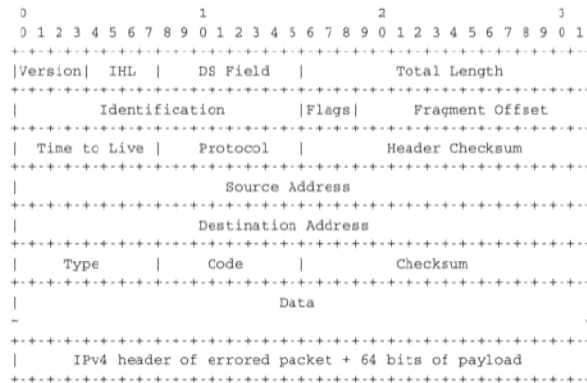 0 1 2 3
0 1 2 3 4 5 6 7 8 9 0 1 2 3 4 5 6 7 8 9 0 1 2 3 4 5 6 7 8 9 0 1
+-+-+-+-+-+-+-+-+-+-+-+-+-+-+-+-+-+-+-+-+-+-+-+-+-+-+-+-+-+-+-+-
|Version| IHL | DS Field | Total Length
+-+-+-+-+-+-+-+-+-+-+-+-+-+-+-+-+-+-+-+-+-+-+-+-+-+-+-+-+-+-+-+-
| Identification |Flags| Fragment Offset
+-+-+-+-+-+-+-+-+-+-+-+-+-+-+-+-+-+-+-+-+-+-+-+-+-+-+-+-+-+-+-+-
| Time to Live | Protocol | Header Checksum
+-+-+-+-+-+-+-+-+-+-+-+-+-+-+-+-+-+-+-+-+-+-+-+-+-+-+-+-+-+-+-+-
| Source Address
+-+-+-+-+-+-+-+-+-+-+-+-+-+-+-+-+-+-+-+-+-+-+-+-+-+-+-+-+-+-+-+-
| Destination Address
+-+-+-+-+-+-+-+-+-+-+-+-+-+-+-+-+-+-+-+-+-+-+-+-+-+-+-+-+-+-+-+-
| Type | Code | Checksum
+-+-+-+-+-+-+-+-+-+-+-+-+-+-+-+-+-+-+-+-+-+-+-+-+-+-+-+-+-+-+-+-
| Data
~
+-+-+-+-+-+-+-+-+-+-+-+-+-+-+-+-+-+-+-+-+-+-+-+-+-+-+-+-+-+-+-+-
| IPv4 header of errored packet + 64 bits of payload
+-+-+-+-+-+-+-+-+-+-+-+-+-+-+-+-+-+-+-+-+-+-+-+-+-+-+-+-+-+-+-+-